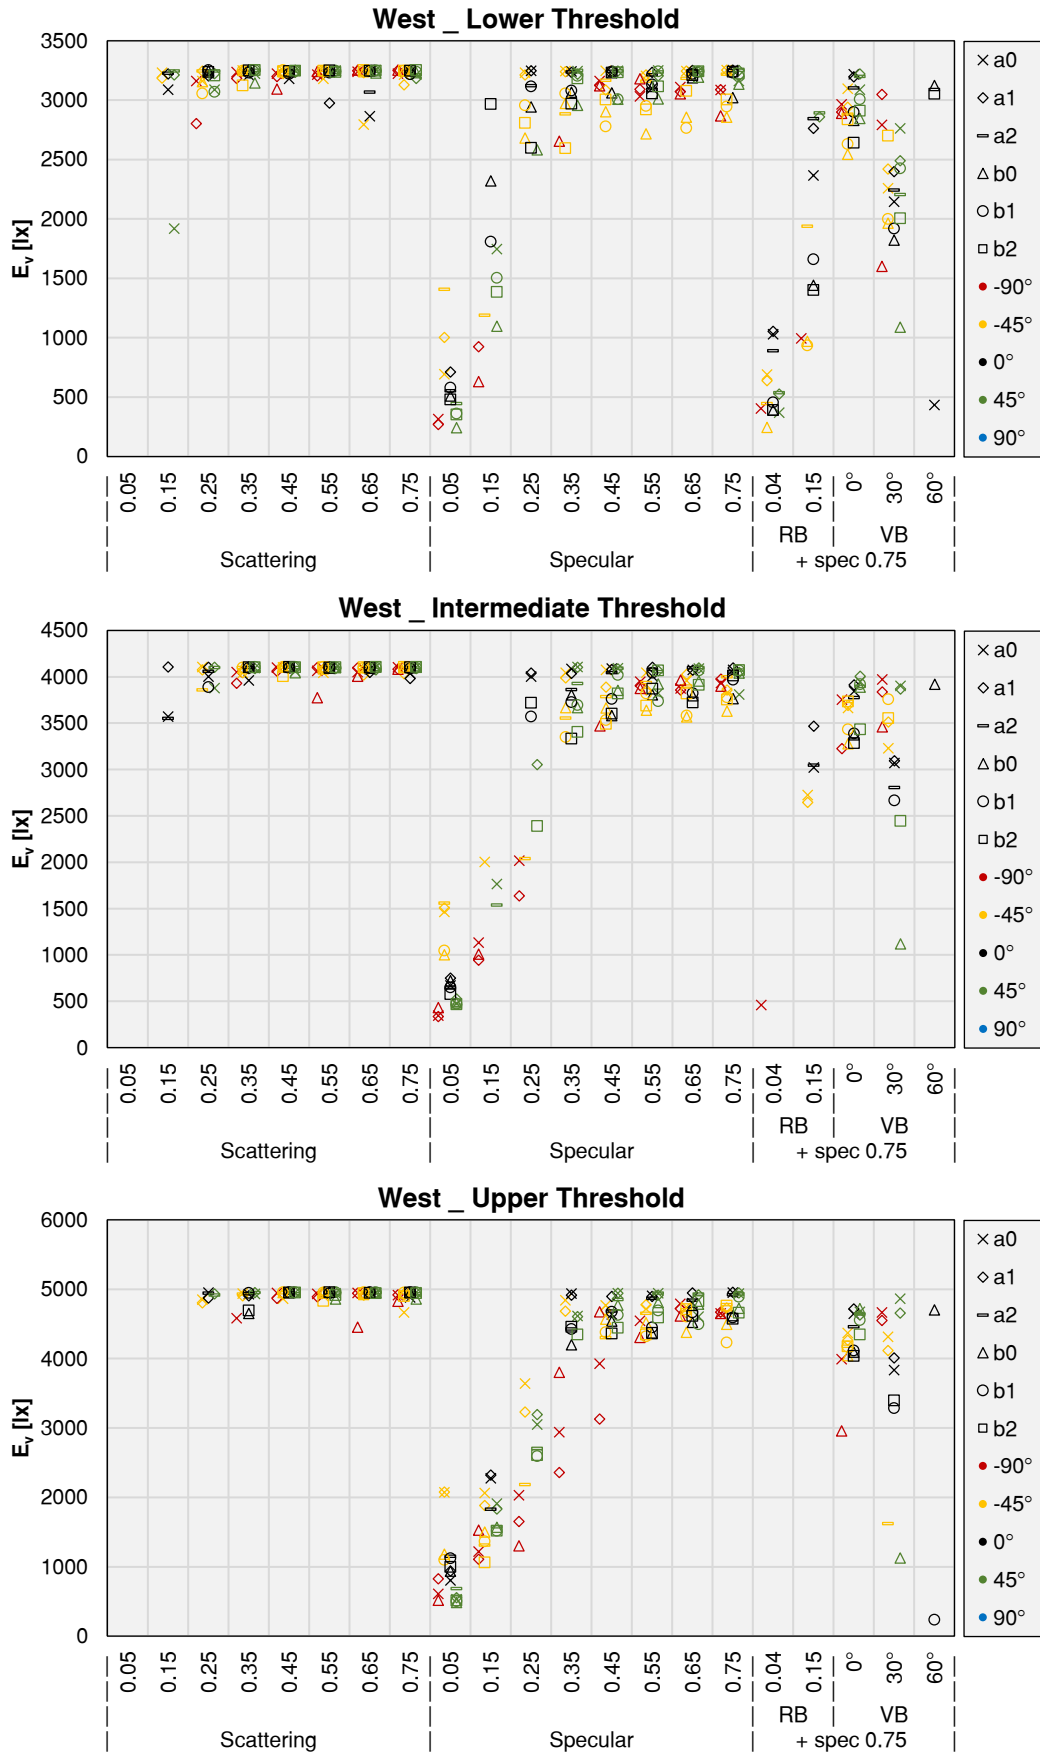 West _ Lower Threshold
3500
3000
2500
2000
1500
1000
500
0
Ev [lx]
0.05 0.15 0.25 0.35 0.45 0.55 0.65 0.75 0.05 0.15 0.25 0.35 0.45 0.55 0.65 0.75 0.04 0.15 0° 30° 60°
RB VB
Scattering Specular + spec 0.75
a0
a1
a2
b0
b1
b2
-90°
-45°
0°
45°
90°
West _ Intermediate Threshold
4500
4000
3500
3000
2500
2000
1500
1000
500
0
Ev [lx]
0.05 0.15 0.25 0.35 0.45 0.55 0.65 0.75 0.05 0.15 0.25 0.35 0.45 0.55 0.65 0.75 0.04 0.15 0° 30° 60°
RB VB
Scattering Specular + spec 0.75
a0
a1
a2
b0
b1
b2
-90°
-45°
0°
45°
90°
West _ Upper Threshold
6000
5000
4000
3000
2000
1000
0
Ev [lx]
0.05 0.15 0.25 0.35 0.45 0.55 0.65 0.75 0.05 0.15 0.25 0.35 0.45 0.55 0.65 0.75 0.04 0.15 0° 30° 60°
RB VB
Scattering Specular + spec 0.75
a0
a1
a2
b0
b1
b2
-90°
-45°
0°
45°
90°